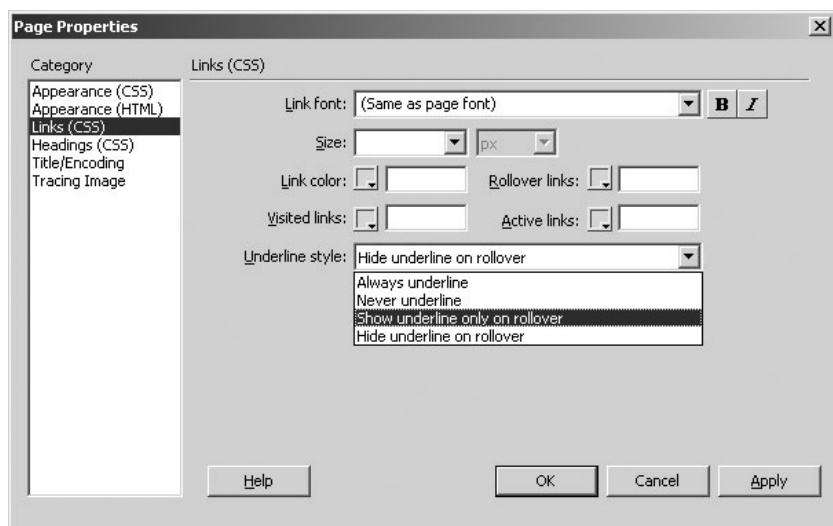 Page Properties
Category
Appearance (CSS)
Appearance (HTML)
Links (CSS)
Headings (CSS)
Title/Encoding
Tracing Image
Links (CSS)
Link font: (Same as page font) B I
Size: px
Link color: Rollover links:
Visited links: Active links:
Underline style: Hide underline on rollover
Always underline
Never underline
Show underline only on rollover
Hide underline on rollover
Help OK Cancel Apply